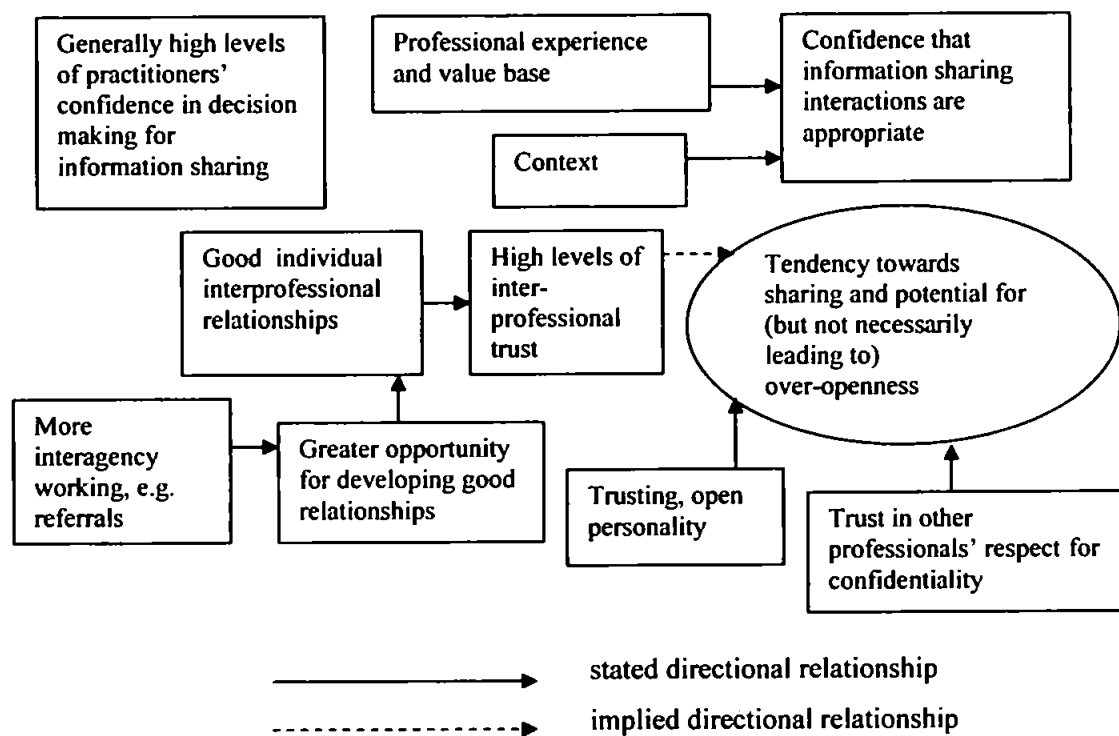 Generally high levels
of practitioners'
confidence in decision
making for
information sharing
Professional experience
and value base
Confidence that
information sharing
interactions are
appropriate
Context
Good individual
interprofessional
relationships
High levels of
inter-
professional
trust
Tendency towards
sharing and potential for
(but not necessarily
leading to)
over-openness
More
interagency
working, e.g.
referrals
Greater opportunity
for developing good
relationships
Trusting, open
personality
Trust in other
professionals' respect for
confidentiality
stated directional relationship
implied directional relationship